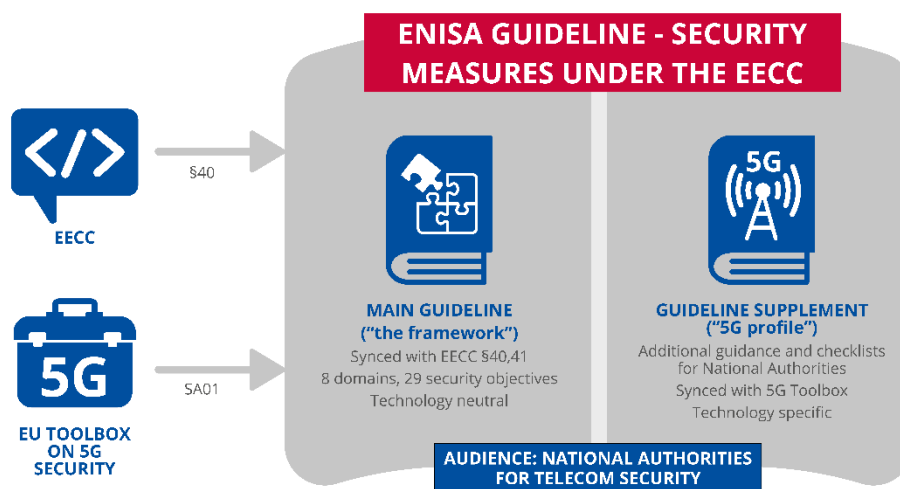 ENISA GUIDELINE - SECURITY
MEASURES UNDER THE EECC
</>
§40
EECC
5G
SA01
EU TOOLBOX
ON 5G
SECURITY
MAIN GUIDELINE
(“the framework”)
Synced with EECC §40,41
8 domains, 29 security objectives
Technology neutral
5G
GUIDELINE SUPPLEMENT
(“5G profile”)
Additional guidance and checklists
for National Authorities
Synced with 5G Toolbox
Technology specific
AUDIENCE: NATIONAL AUTHORITIES
FOR TELECOM SECURITY